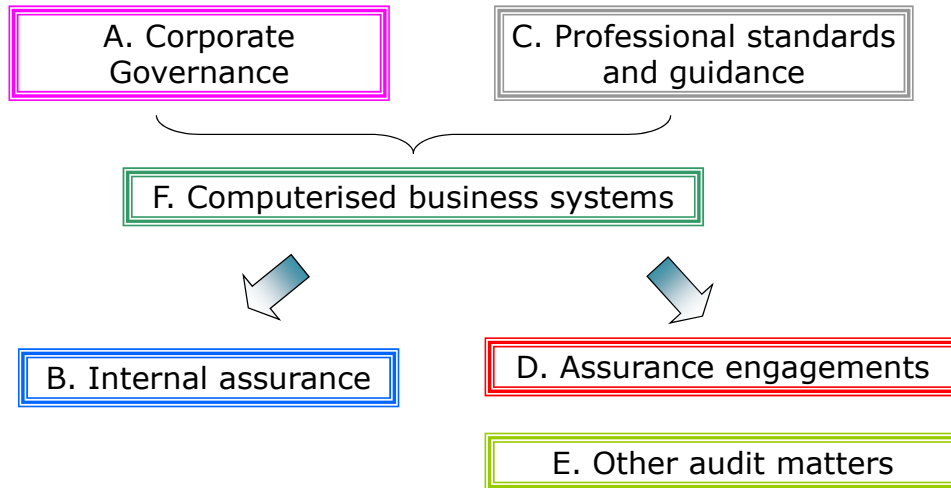 A. Corporate
Governance
C. Professional standards
and guidance
F. Computerised business systems
B. Internal assurance
D. Assurance engagements
E. Other audit matters